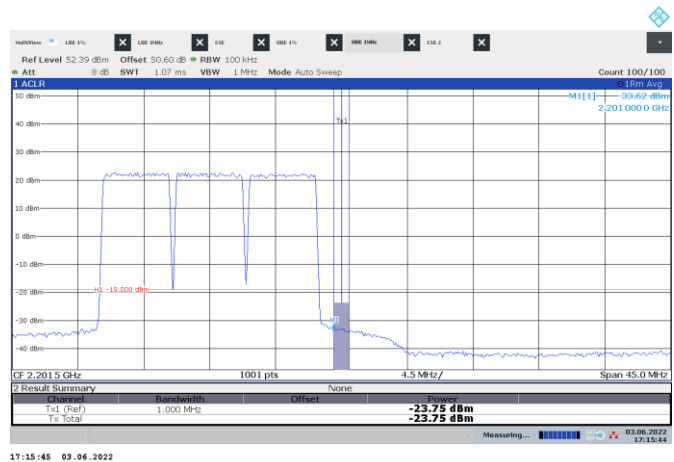 MultiView LBE 1% X LBE 1MHz X CSE X UBE 1% X UBE 1MHz X CSE 2 X
Ref Level 52.39 dBm Offset 50.60 dB RBW 100 kHz
Att 8 dB SWT 1.07 ms VBW 1 MHz Mode Auto Sweep Count 100/100
1 ACLR 1Rm Avg
50 dBm M1[1] -33.62 dBm
2.2010000 GHz
40 dBm Tx1
30 dBm
20 dBm
10 dBm
0 dBm
-10 dBm
-20 dBm H1 -19.000 dBm
-30 dBm M1
-40 dBm
CF 2.2015 GHz 1001 pts 4.5 MHz/ Span 45.0 MHz
2 Result Summary None
Channel Bandwidth Offset Power
Tx1 (Ref) 1.000 MHz -23.75 dBm
Tx Total -23.75 dBm
Measuring... 03.06.2022
17:15:44
17:15:45 03.06.2022